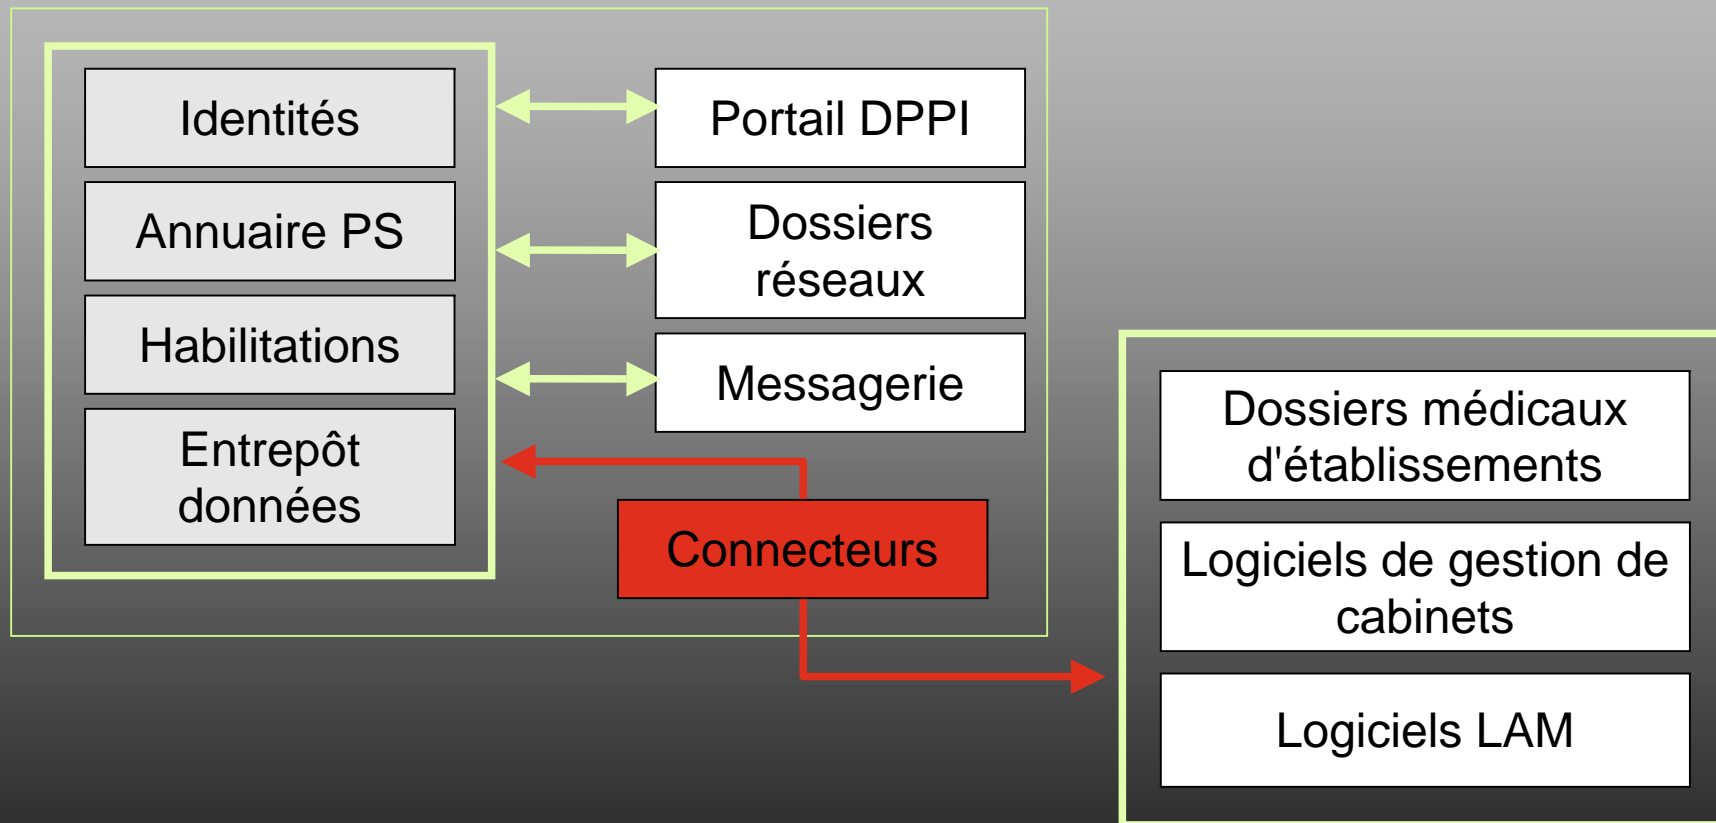 Identités
Annuaire PS
Habilitations
Entrepôt
données
Portail DPPI
Dossiers
réseaux
Messagerie
Connecteurs
Dossiers médicaux
d'établissements
Logiciels de gestion de
cabinets
Logiciels LAM